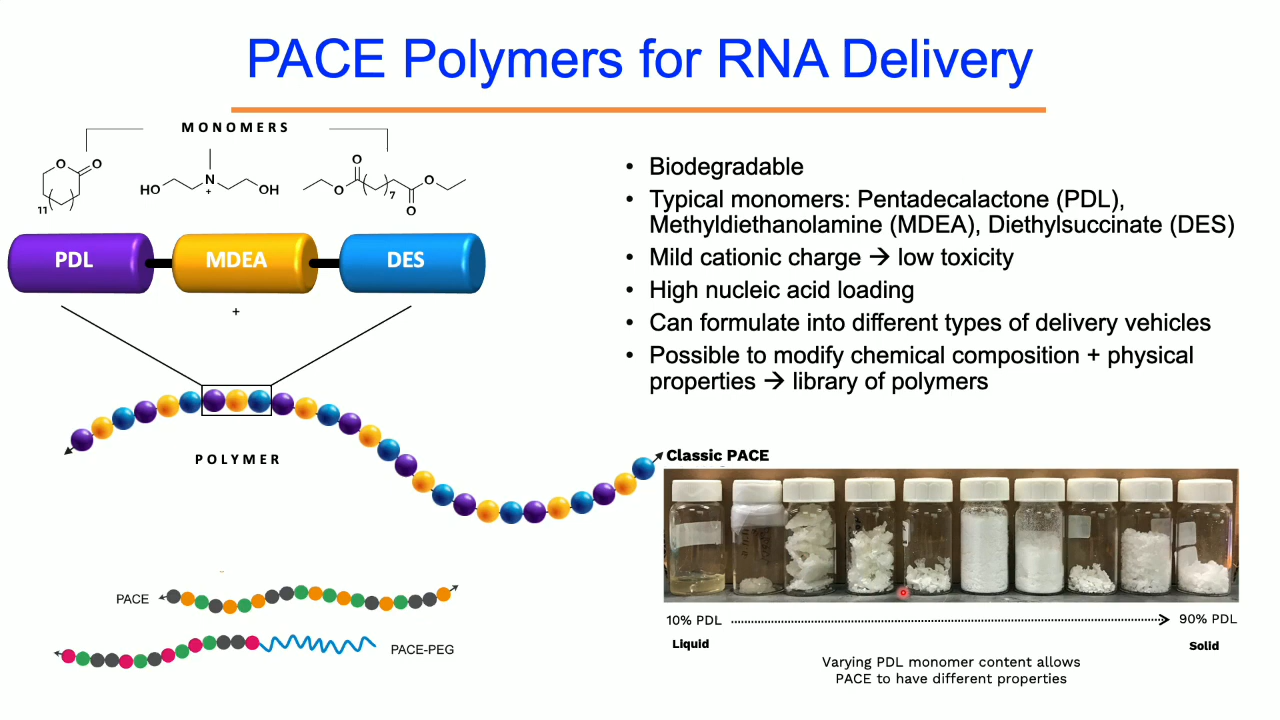 PACE Polymers for RNA Delivery
MONOMERS
O
O
11
HO
N
+
OH
O
O
7
O
O
PDL
MDEA
DES
+
POLYMER
PACE
PACE-PEG
• Biodegradable
• Typical monomers: Pentadecalactone (PDL),
Methyldiethanolamine (MDEA), Diethylsuccinate (DES)
• Mild cationic charge → low toxicity
• High nucleic acid loading
• Can formulate into different types of delivery vehicles
• Possible to modify chemical composition + physical
properties → library of polymers
Classic PACE
10% PDL
90% PDL
Liquid
Solid
Varying PDL monomer content allows
PACE to have different properties